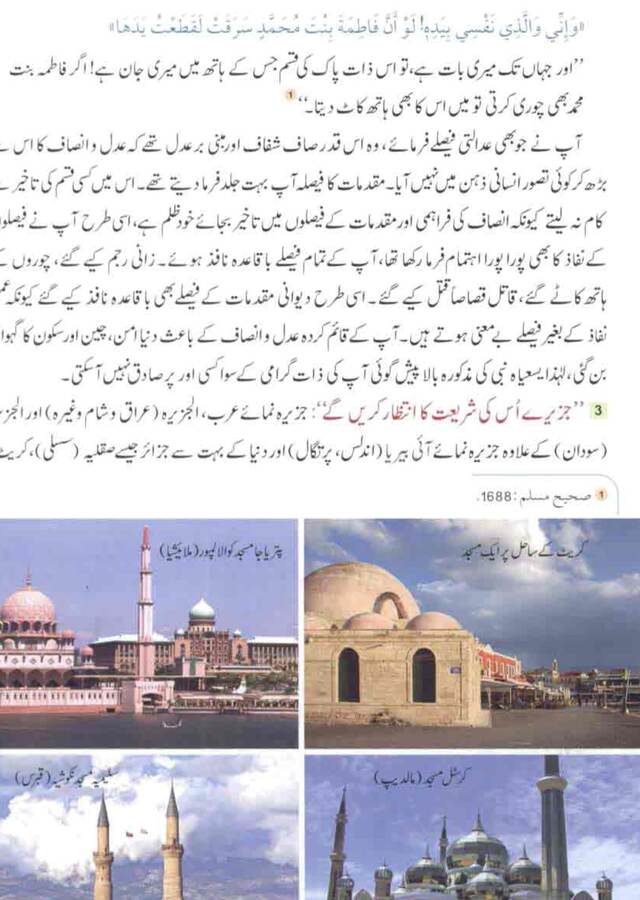 «وَإِنِّي وَالَّذِي نَفْسِي بِيَدِهِ! لَوْ أَنَّ فَاطِمَةَ بِنْتَ مُحَمَّدٍ سَرَقَتْ لَقَطَعْتُ يَدَهَا»
’’اور جہاں تک میری بات ہے، تو اس ذات پاک کی قسم جس کے ہاتھ میں میری جان ہے! اگر فاطمہ بنت
محمد بھی چوری کرتی تو میں اس کا بھی ہاتھ کاٹ دیتا۔‘‘ 1
آپ نے جو بھی عدالتی فیصلے فرمائے، وہ اس قدر صاف شفاف اور مبنی بر عدل تھے کہ عدل و انصاف کا اس سے
بڑھ کر کوئی تصور انسانی ذہن میں نہیں آیا۔ مقدمات کا فیصلہ آپ بہت جلد فرما دیتے تھے۔ اس میں کسی قسم کی تاخیر سے
کام نہ لیتے کیونکہ انصاف کی فراہمی اور مقدمات کے فیصلوں میں تاخیر بجائے خود ظلم ہے، اسی طرح آپ نے فیصلوں
کے نفاذ کا بھی پورا پورا اہتمام فرما رکھا تھا، آپ کے تمام فیصلے باقاعدہ نافذ ہوئے۔ زانی رجم کیے گئے، چوروں کے
ہاتھ کاٹے گئے، قاتل قصاصاً قتل کیے گئے۔ اسی طرح دیوانی مقدمات کے فیصلے بھی باقاعدہ نافذ کیے گئے کیونکہ
نفاذ کے بغیر فیصلے بے معنی ہوتے ہیں۔ آپ کے قائم کردہ عدل و انصاف کے باعث دنیا امن، چین اور سکون کا گہوا
بن گئی، لہٰذا یسعیاہ نبی کی مذکورہ بالا پیش گوئی آپ کی ذات گرامی کے سوا کسی اور پر صادق نہیں آسکتی۔
3 ’’جزیرے اُس کی شریعت کا انتظار کریں گے‘‘: جزیرہ نمائے عرب، الجزیرہ (عراق و شام وغیرہ) اور الجز
(سوڈان) کے علاوہ جزیرہ نمائے آئی بیریا (اندلس، پرتگال) اور دنیا کے بہت سے جزائر جیسے صقلیہ (سسلی)، کریٹ
1 صحیح مسلم: 1688.
کریٹ کے ساحل پر ایک مسجد
پتریا جا مسجد کوالالمپور (ملائیشیا)
کرسٹل مسجد (مالدیپ)
سلیمیہ مسجد نکوشیہ (قبرس)